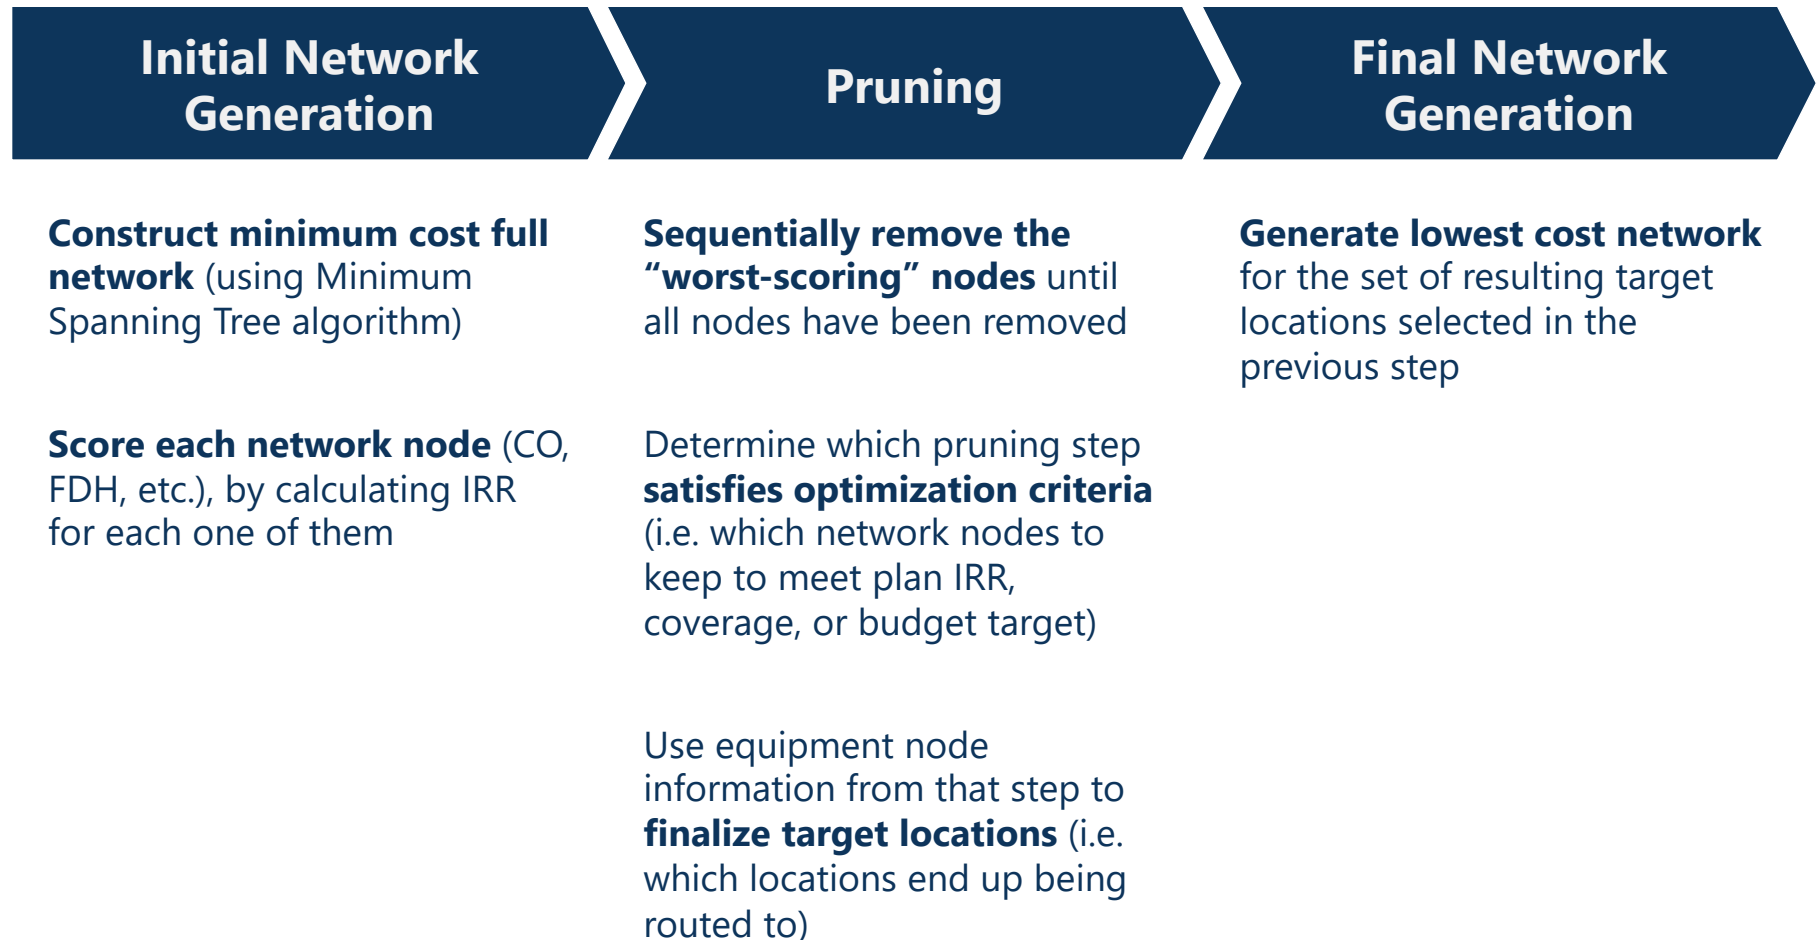 Initial Network
Generation
Pruning
Final Network
Generation
Construct minimum cost full
network (using Minimum
Spanning Tree algorithm)
Score each network node (CO,
FDH, etc.), by calculating IRR
for each one of them
Sequentially remove the
“worst-scoring” nodes until
all nodes have been removed
Determine which pruning step
satisfies optimization criteria
(i.e. which network nodes to
keep to meet plan IRR,
coverage, or budget target)
Use equipment node
information from that step to
finalize target locations (i.e.
which locations end up being
routed to)
Generate lowest cost network
for the set of resulting target
locations selected in the
previous step